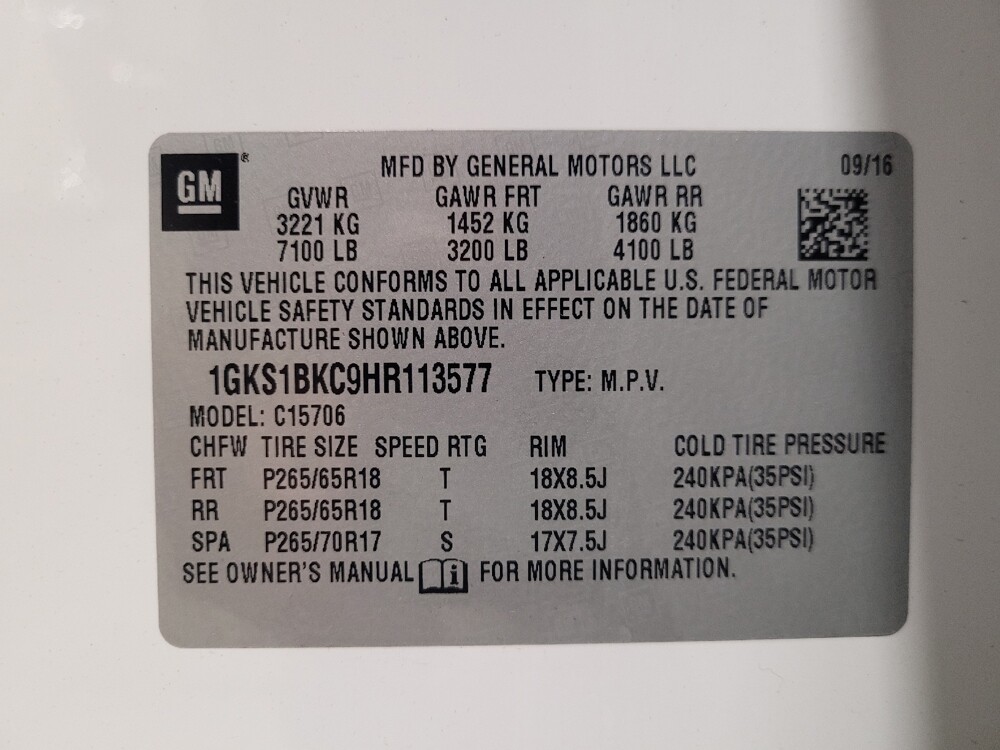 GM ®
MFD BY GENERAL MOTORS LLC 09/16
GVWR GAWR FRT GAWR RR
3221 KG 1452 KG 1860 KG
7100 LB 3200 LB 4100 LB
THIS VEHICLE CONFORMS TO ALL APPLICABLE U.S. FEDERAL MOTOR
VEHICLE SAFETY STANDARDS IN EFFECT ON THE DATE OF
MANUFACTURE SHOWN ABOVE.
1GKS1BKC9HR113577 TYPE: M.P.V.
MODEL: C15706
CHFW TIRE SIZE SPEED RTG RIM COLD TIRE PRESSURE
FRT P265/65R18 T 18X8.5J 240KPA(35PSI)
RR P265/65R18 T 18X8.5J 240KPA(35PSI)
SPA P265/70R17 S 17X7.5J 240KPA(35PSI)
SEE OWNER'S MANUAL i FOR MORE INFORMATION.